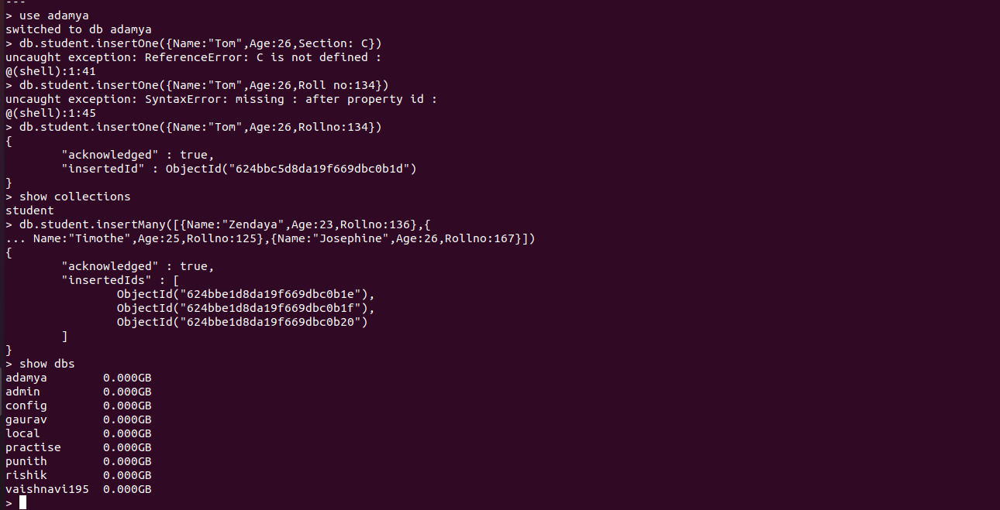 ---
> use adamya
switched to db adamya
> db.student.insertOne({Name:"Tom",Age:26,Section: C})
uncaught exception: ReferenceError: C is not defined :
@(shell):1:41
> db.student.insertOne({Name:"Tom",Age:26,Roll no:134})
uncaught exception: SyntaxError: missing : after property id :
@(shell):1:45
> db.student.insertOne({Name:"Tom",Age:26,Rollno:134})
{
        "acknowledged" : true,
        "insertedId" : ObjectId("624bbc5d8da19f669dbc0b1d")
}
> show collections
student
> db.student.insertMany([{Name:"Zendaya",Age:23,Rollno:136},{
... Name:"Timothe",Age:25,Rollno:125},{Name:"Josephine",Age:26,Rollno:167}])
{
        "acknowledged" : true,
        "insertedIds" : [
                ObjectId("624bbe1d8da19f669dbc0b1e"),
                ObjectId("624bbe1d8da19f669dbc0b1f"),
                ObjectId("624bbe1d8da19f669dbc0b20")
        ]
}
> show dbs
adamya        0.000GB
admin         0.000GB
config        0.000GB
gaurav        0.000GB
local         0.000GB
practise      0.000GB
punith        0.000GB
rishik        0.000GB
vaishnavi195  0.000GB
>